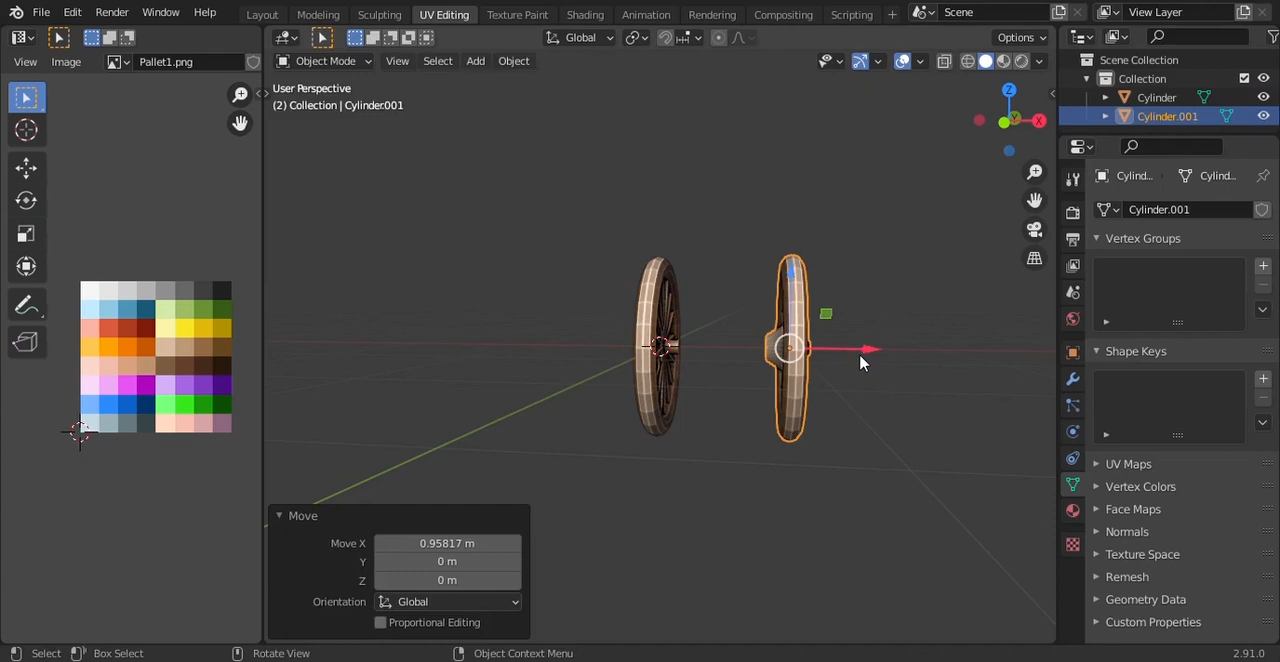 File Edit Render Window Help Layout Modeling Sculpting UV Editing Texture Paint Shading Animation Rendering Compositing Scripting + Scene View Layer
Global Options
View Image Pallet1.png Object Mode View Select Add Object
User Perspective
(2) Collection | Cylinder.001
Z
Y
X
Scene Collection
Collection
Cylinder
Cylinder.001
Cylind... Cylind...
Cylinder.001
Vertex Groups
Shape Keys
UV Maps
Vertex Colors
Face Maps
Normals
Texture Space
Remesh
Geometry Data
Custom Properties
Move
Move X 0.95817 m
Y 0 m
Z 0 m
Orientation Global
Proportional Editing
Select Box Select Rotate View Object Context Menu 2.91.0